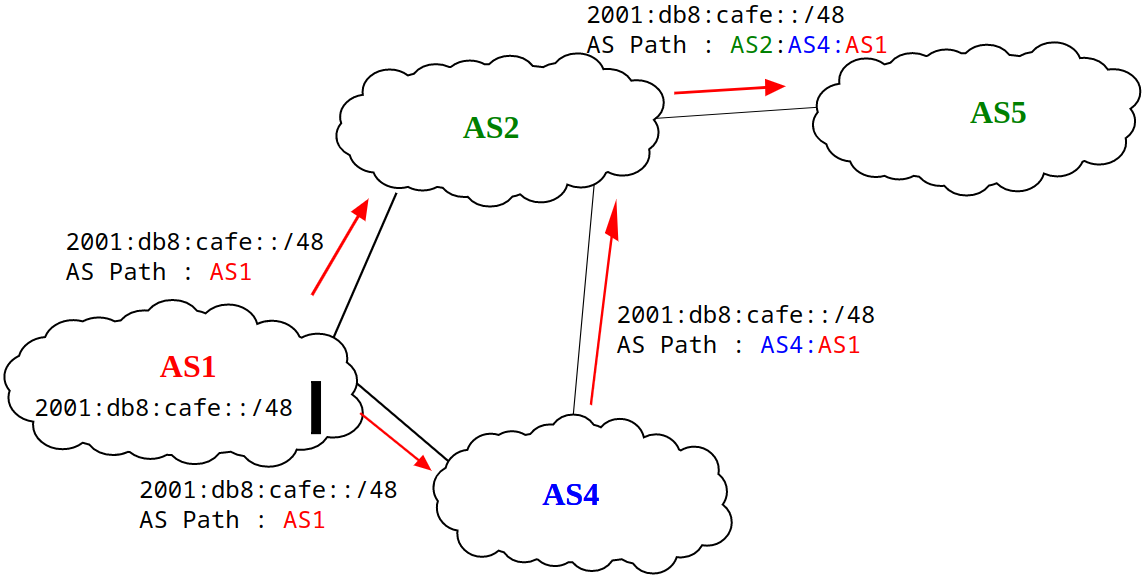 2001:db8:cafe::/48
AS Path : AS2:AS4:AS1
AS2
AS5
2001:db8:cafe::/48
AS Path : AS1
2001:db8:cafe::/48
AS Path : AS4:AS1
AS1
2001:db8:cafe::/48
2001:db8:cafe::/48
AS Path : AS1
AS4